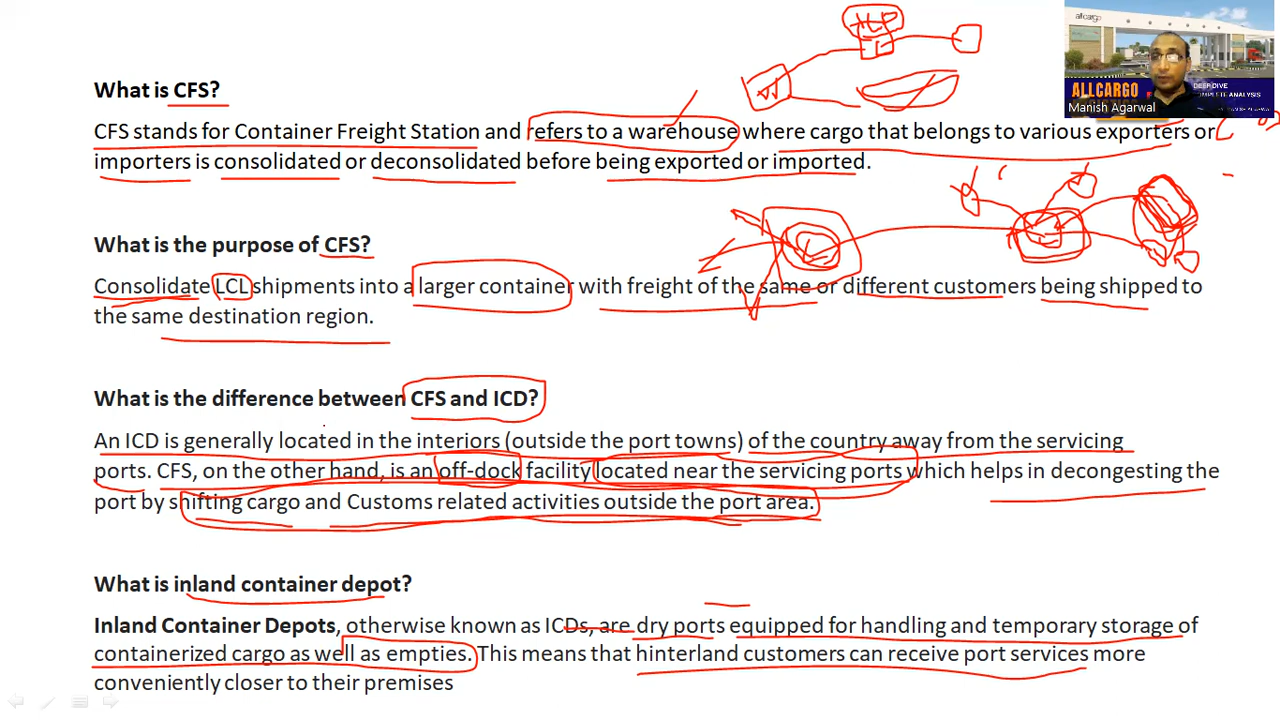 allcargo
ALLCARGO
DEEP DIVE
COMPLETE ANALYSIS
Manish Agarwal
What is CFS?
CFS stands for Container Freight Station and refers to a warehouse where cargo that belongs to various exporters or
importers is consolidated or deconsolidated before being exported or imported.
What is the purpose of CFS?
Consolidate LCL shipments into a larger container with freight of the same or different customers being shipped to
the same destination region.
What is the difference between CFS and ICD?
An ICD is generally located in the interiors (outside the port towns) of the country away from the servicing
ports. CFS, on the other hand, is an off-dock facility located near the servicing ports which helps in decongesting the
port by shifting cargo and Customs related activities outside the port area.
What is inland container depot?
Inland Container Depots, otherwise known as ICDs, are dry ports equipped for handling and temporary storage of
containerized cargo as well as empties. This means that hinterland customers can receive port services more
conveniently closer to their premises